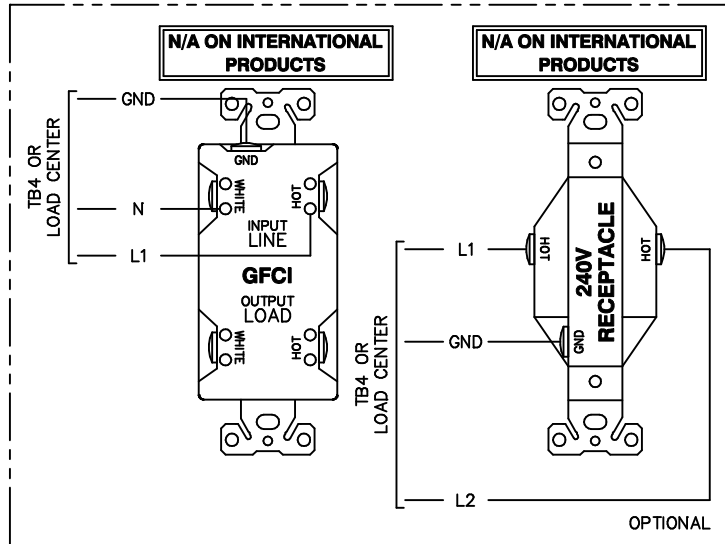 N/A ON INTERNATIONAL
PRODUCTS
GND
TB4 OR
LOAD CENTER
N
L1
GND
WHITE
HOT
INPUT
LINE
GFCI
OUTPUT
LOAD
WHITE
HOT
N/A ON INTERNATIONAL
PRODUCTS
L1
TB4 OR
LOAD CENTER
GND
L2
HOT
240V
RECEPTACLE
HOT
GND
OPTIONAL